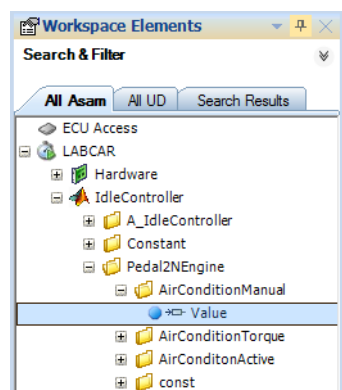 Workspace Elements
Search & Filter
All Asam All UD Search Results
ECU Access
LABCAR
Hardware
IdleController
A_IdleController
Constant
Pedal2NEngine
AirConditionManual
Value
AirConditionTorque
AirConditonActive
const